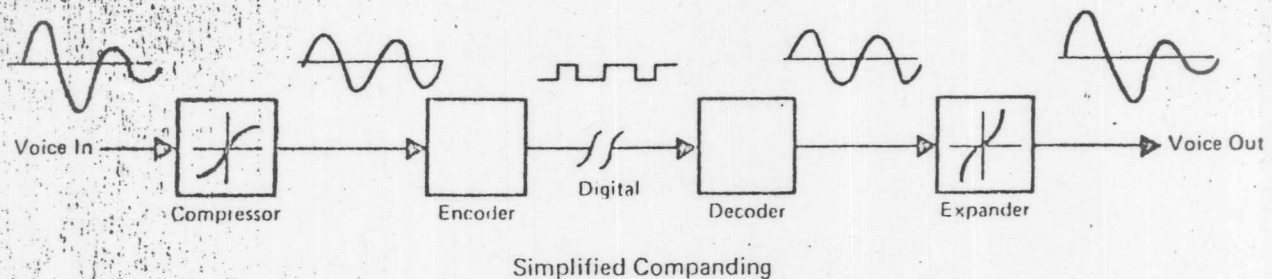 Voice In
Voice Out
Digital
Compressor
Encoder
Decoder
Expander
Simplified Companding